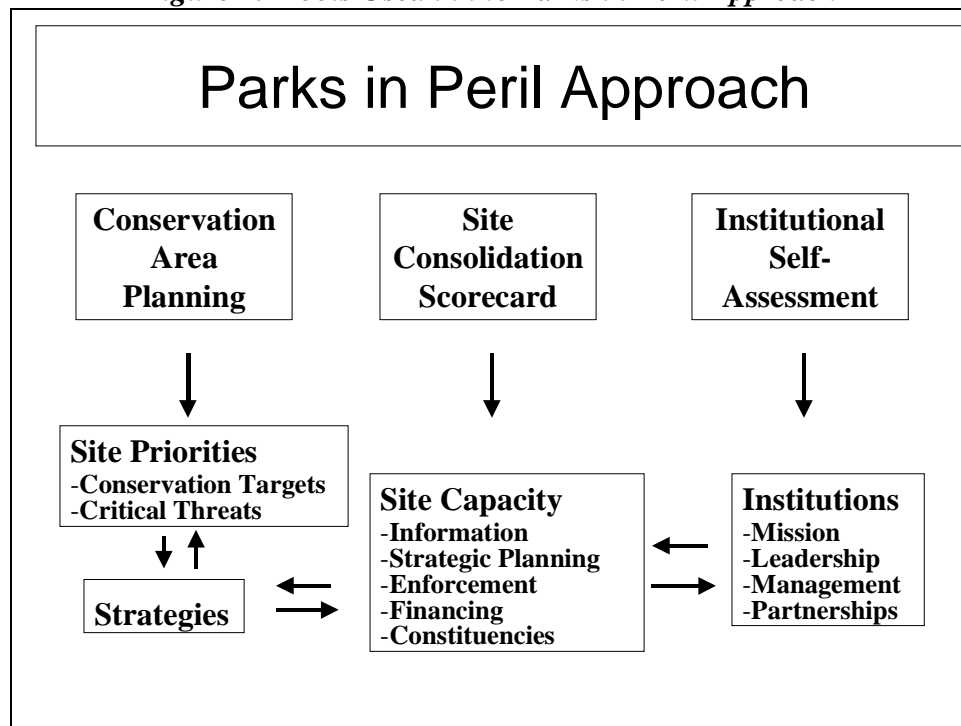 Parks in Peril Approach
Conservation
Area
Planning
Site
Consolidation
Scorecard
Institutional
Self-
Assessment
Site Priorities
-Conservation Targets
-Critical Threats
Strategies
Site Capacity
-Information
-Strategic Planning
-Enforcement
-Financing
-Constituencies
Institutions
-Mission
-Leadership
-Management
-Partnerships